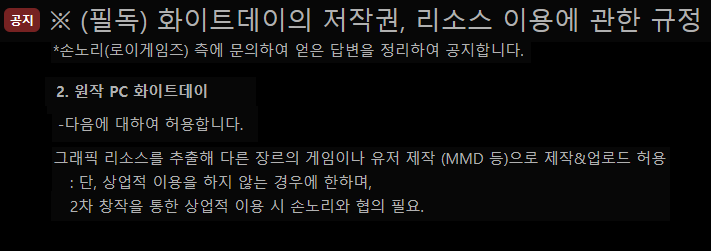 공지 ※ (필독) 화이트데이의 저작권, 리소스 이용에 관한 규정
*손노리(로이게임즈) 측에 문의하여 얻은 답변을 정리하여 공지합니다.
2. 원작 PC 화이트데이
-다음에 대하여 허용합니다.
그래픽 리소스를 추출해 다른 장르의 게임이나 유저 제작 (MMD 등)으로 제작&업로드 허용
: 단, 상업적 이용을 하지 않는 경우에 한하며,
2차 창작을 통한 상업적 이용 시 손노리와 협의 필요.